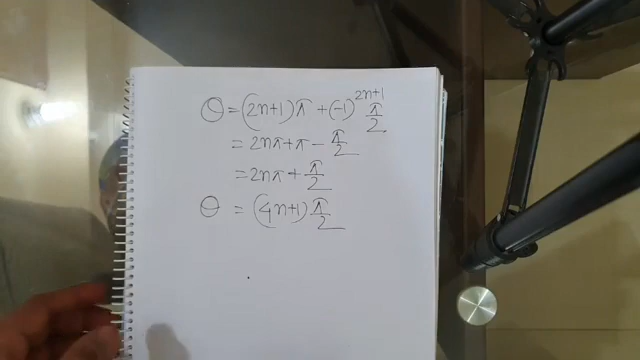 θ = (2n+1)π + (-1)^{2n+1} π/2
= 2nπ + π - π/2
= 2nπ + π/2
θ = (4n+1) π/2